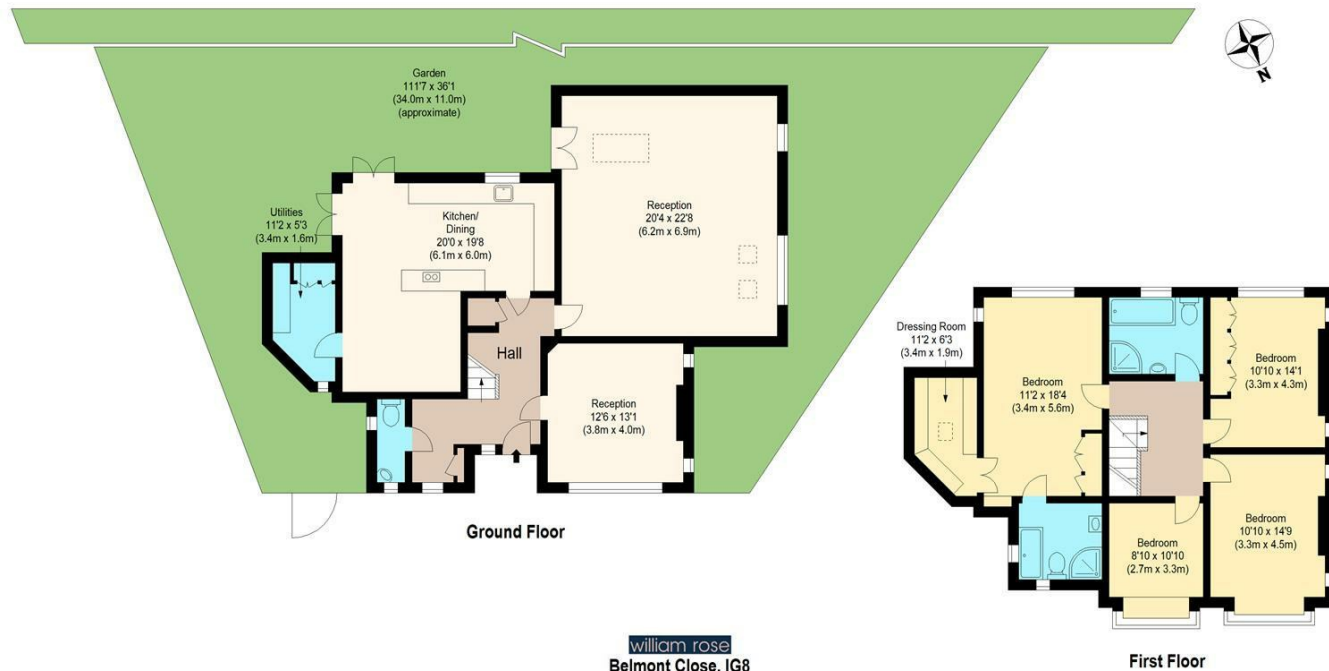 Garden
111'7 x 36'1
(34.0m x 11.0m)
(approximate)
N
Utilities
11'2 x 5'3
(3.4m x 1.6m)
Kitchen/
Dining
20'0 x 19'8
(6.1m x 6.0m)
Reception
20'4 x 22'8
(6.2m x 6.9m)
Hall
Reception
12'6 x 13'1
(3.8m x 4.0m)
Ground Floor
Dressing Room
11'2 x 6'3
(3.4m x 1.9m)
Bedroom
11'2 x 18'4
(3.4m x 5.6m)
Bedroom
10'10 x 14'1
(3.3m x 4.3m)
Bedroom
8'10 x 10'10
(2.7m x 3.3m)
Bedroom
10'10 x 14'9
(3.3m x 4.5m)
First Floor
william rose
Belmont Close, IG8